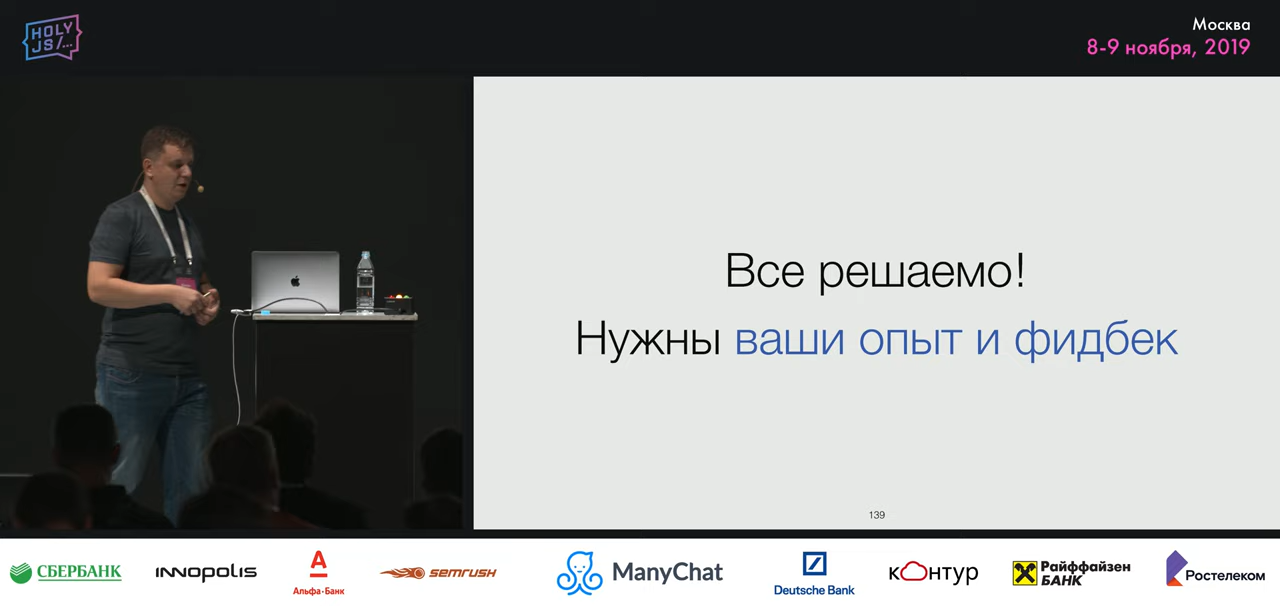 HOLY
JS/...
Москва
8-9 ноября, 2019
Все решаемо!
Нужны ваши опыт и фидбек
139
СБЕРБАНК
INNOPOLIS
Альфа·Банк
semrush
ManyChat
Deutsche Bank
кОнтур
Райффайзен
БАНК
Ростелеком